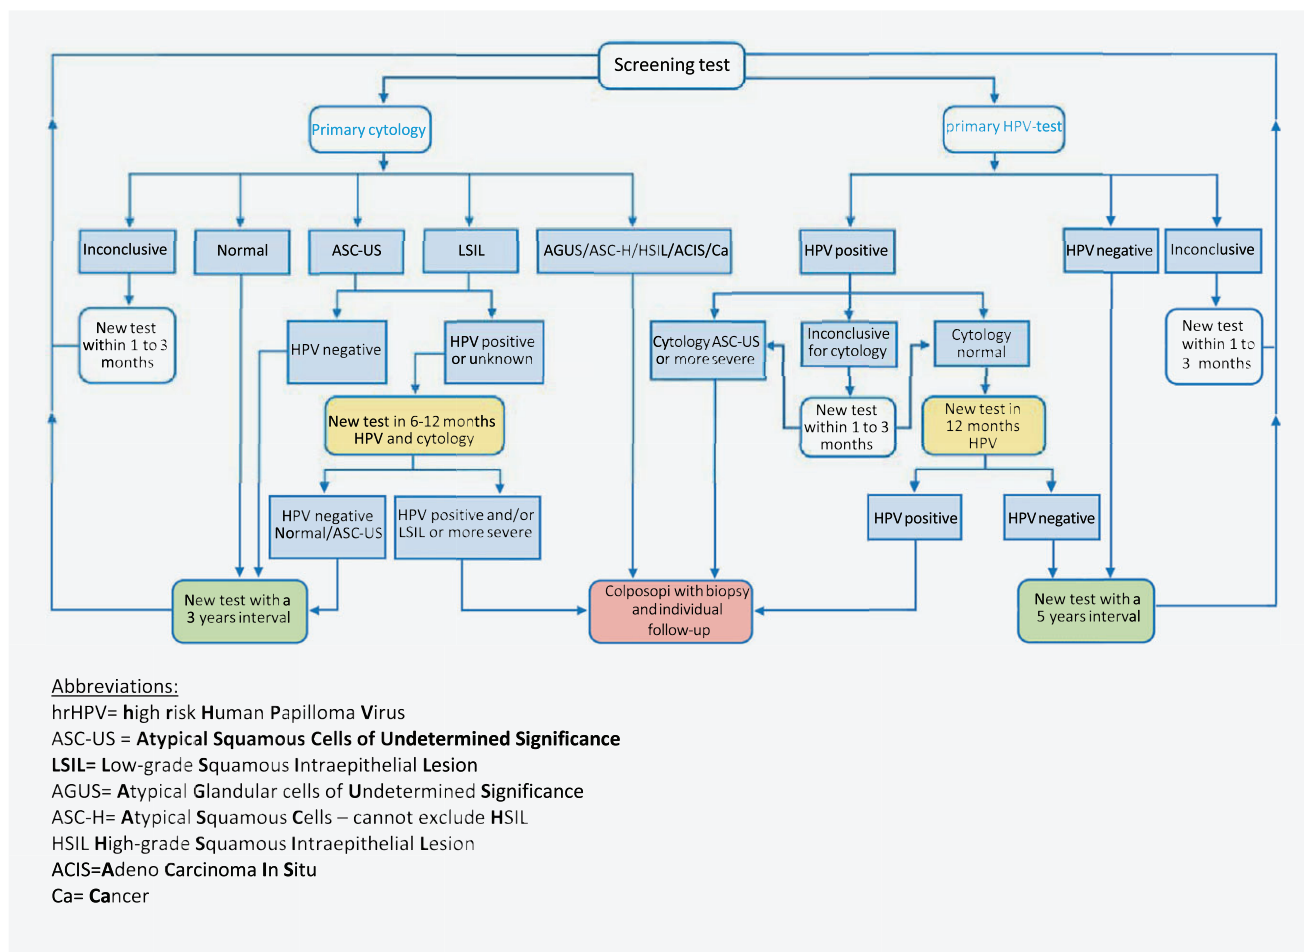 Screening test
Primary cytology
primary HPV-test
Inconclusive
Normal
ASC-US
LSIL
AGUS/ASC-H/HSIL/ACIS/Ca
HPV positive
HPV negative
Inconclusive
New test
within 1 to 3
months
HPV negative
HPV positive
or unknown
Cytology ASC-US
or more severe
Inconclusive
for cytology
Cytology
normal
New test
within 1 to
3 months
New test in 6-12 months
HPV and cytology
New test
within 1 to 3
months
New test in
12 months
HPV
HPV negative
Normal/ASC-US
HPV positive and/or
LSIL or more severe
HPV positive
HPV negative
New test with a
3 years interval
Colposopi with biopsy
and individual
follow-up
New test with a
5 years interval
Abbreviations:
hrHPV= high risk Human Papilloma Virus
ASC-US = Atypical Squamous Cells of Undetermined Significance
LSIL= Low-grade Squamous Intraepithelial Lesion
AGUS= Atypical Glandular cells of Undetermined Significance
ASC-H= Atypical Squamous Cells – cannot exclude HSIL
HSIL High-grade Squamous Intraepithelial Lesion
ACIS=Adeno Carcinoma In Situ
Ca= Cancer